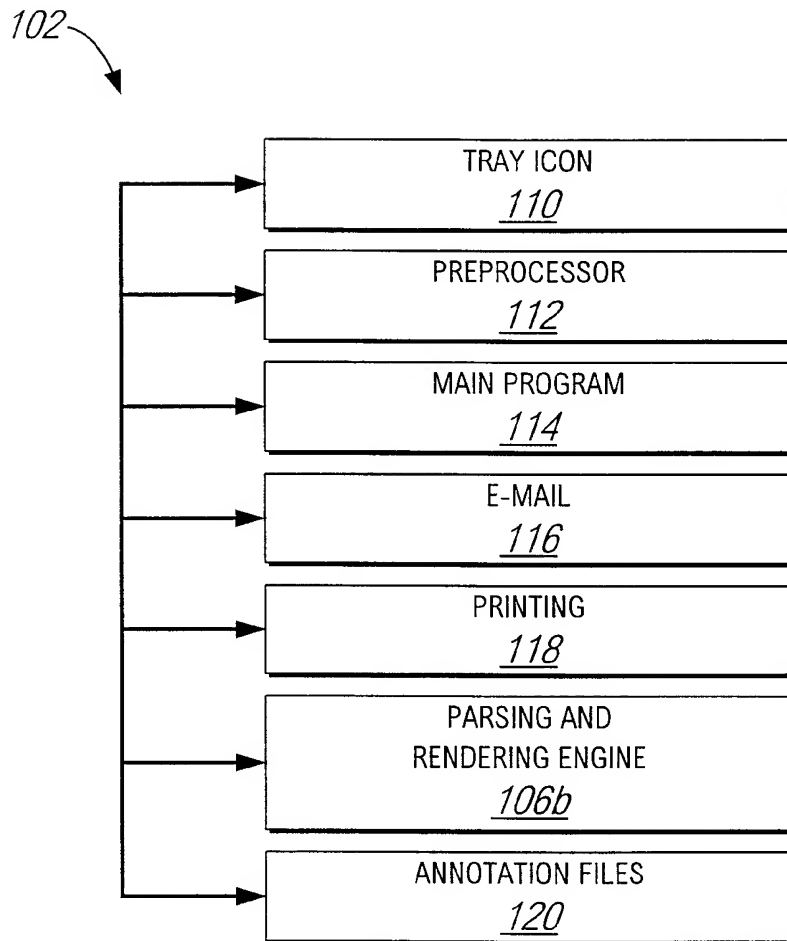 102
TRAY ICON
110
PREPROCESSOR
112
MAIN PROGRAM
114
E-MAIL
116
PRINTING
118
PARSING AND
RENDERING ENGINE
106b
ANNOTATION FILES
120